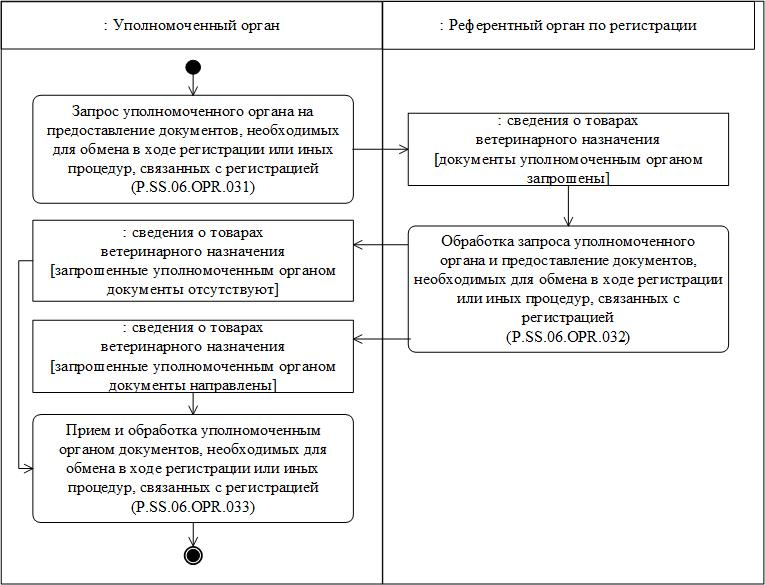 : Уполномоченный орган
: Референтный орган по регистрации
Запрос уполномоченного органа на
предоставление документов, необходимых
для обмена в ходе регистрации или иных
процедур, связанных с регистрацией
(P.SS.06.OPR.031)
: сведения о товарах
ветеринарного назначения
[документы уполномоченным органом
запрошены]
: сведения о товарах
ветеринарного назначения
[запрошенные уполномоченным органом
документы отсутствуют]
Обработка запроса уполномоченного
органа и предоставление документов,
необходимых для обмена в ходе регистрации
или иных процедур, связанных с
регистрацией
(P.SS.06.OPR.032)
: сведения о товарах
ветеринарного назначения
[запрошенные уполномоченным органом
документы направлены]
Прием и обработка уполномоченным
органом документов, необходимых для
обмена в ходе регистрации или иных
процедур, связанных с регистрацией
(P.SS.06.OPR.033)